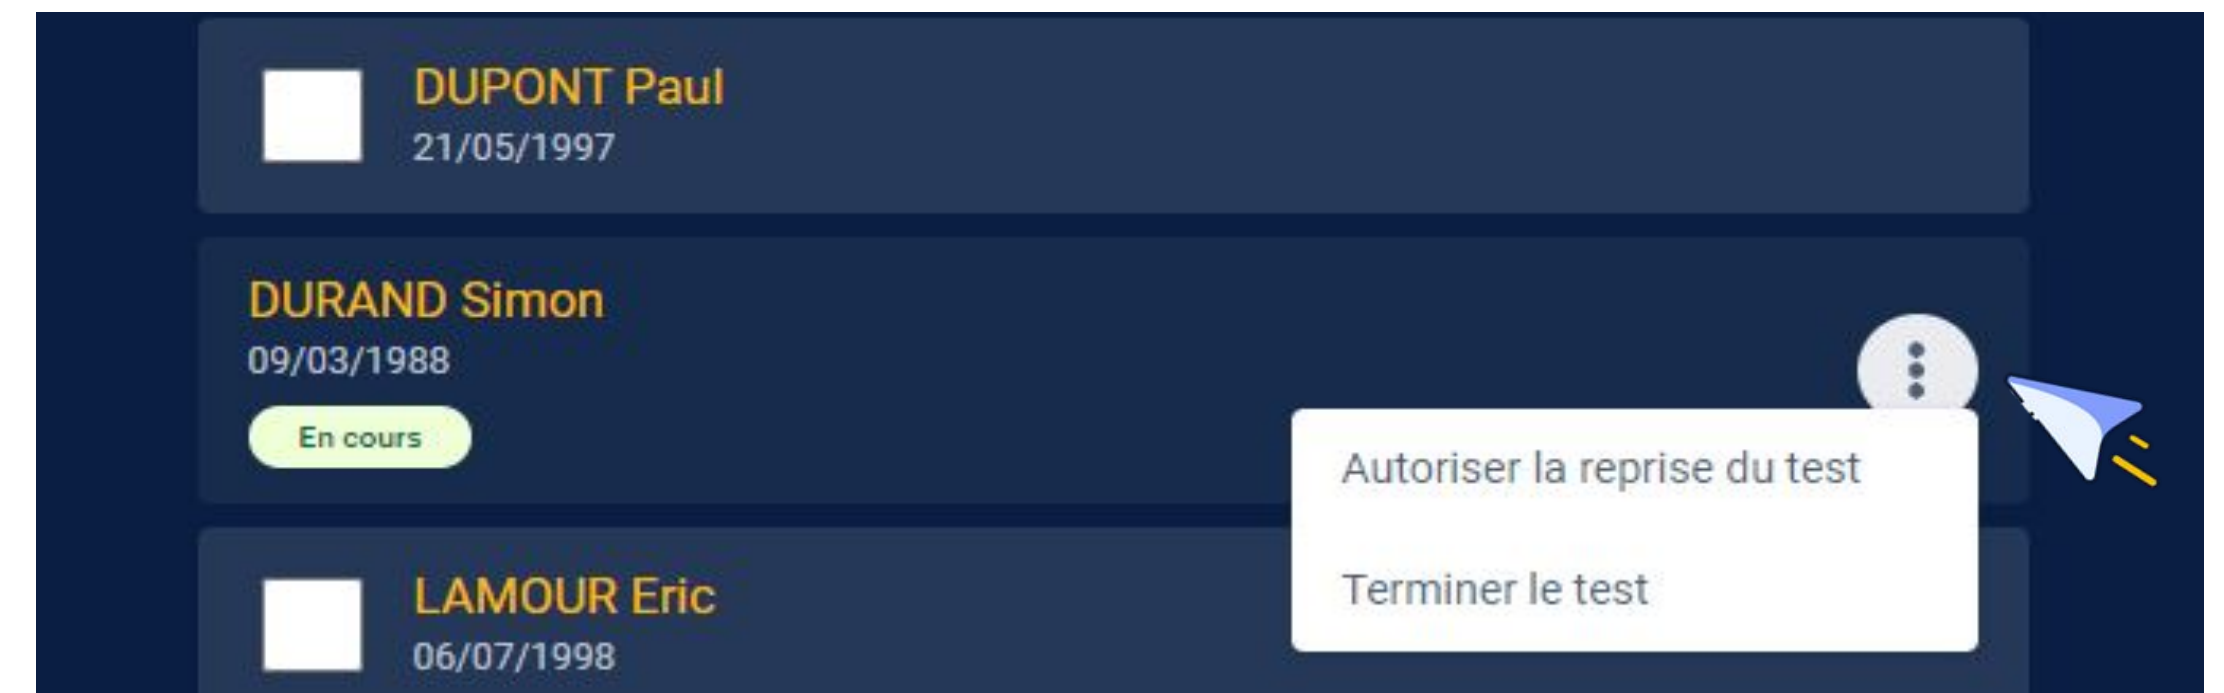 DUPONT Paul
21/05/1997
DURAND Simon
09/03/1988
En cours
Autoriser la reprise du test
Terminer le test
LAMOUR Eric
06/07/1998